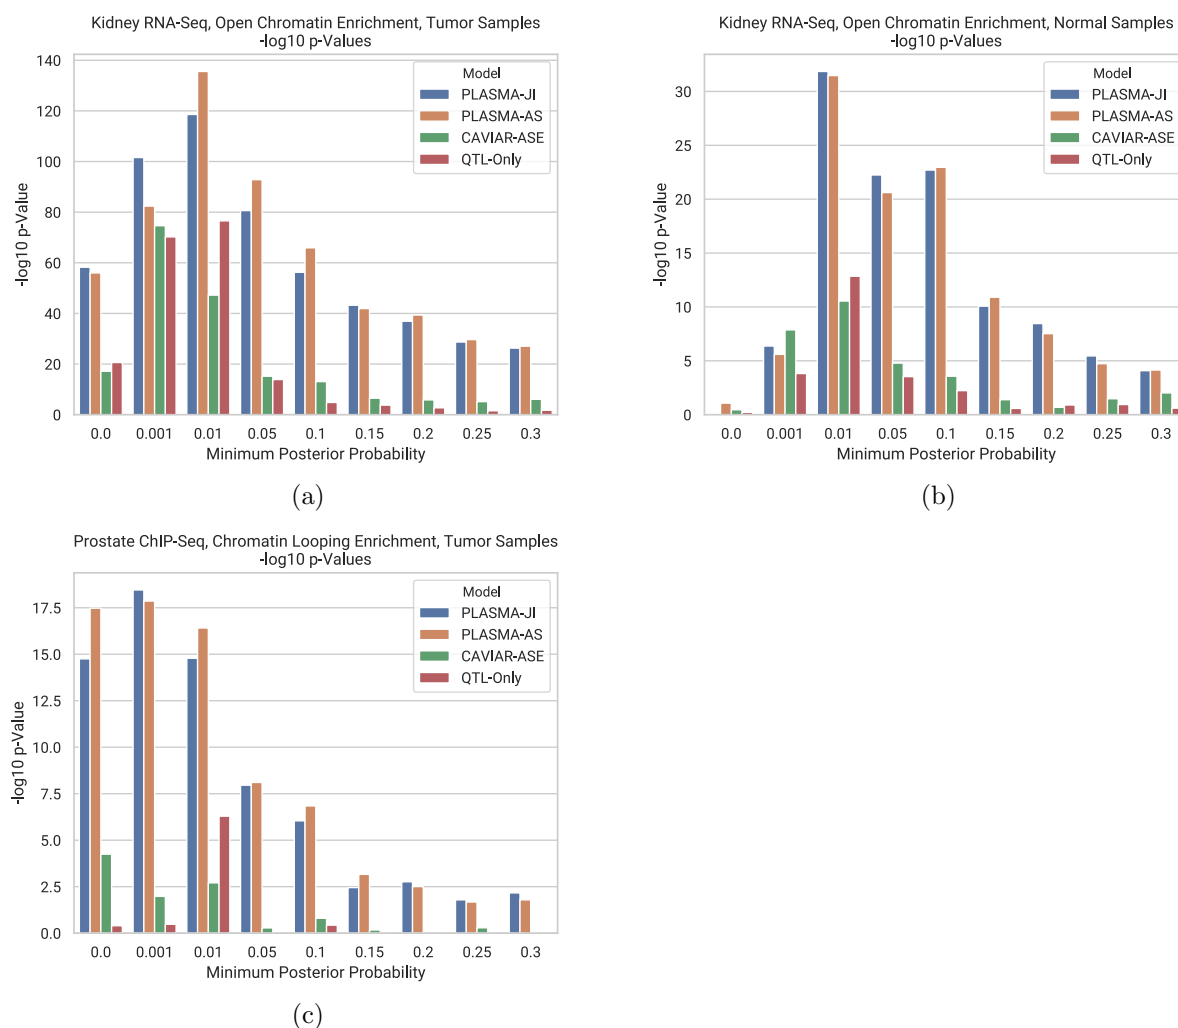 Kidney RNA-Seq, Open Chromatin Enrichment, Tumor Samples
-log10 p-Values
140
120
100
80
60
40
20
0
-log10 p-Value
Model
PLASMA-JI
PLASMA-AS
CAVIAR-ASE
QTL-Only
0.0 0.001 0.01 0.05 0.1 0.15 0.2 0.25 0.3
Minimum Posterior Probability
(a)
Kidney RNA-Seq, Open Chromatin Enrichment, Normal Samples
-log10 p-Values
30
25
20
15
10
5
0
-log10 p-Value
Model
PLASMA-JI
PLASMA-AS
CAVIAR-ASE
QTL-Only
0.0 0.001 0.01 0.05 0.1 0.15 0.2 0.25 0.3
Minimum Posterior Probability
(b)
Prostate ChIP-Seq, Chromatin Looping Enrichment, Tumor Samples
-log10 p-Values
17.5
15.0
12.5
10.0
7.5
5.0
2.5
0.0
-log10 p-Value
Model
PLASMA-JI
PLASMA-AS
CAVIAR-ASE
QTL-Only
0.0 0.001 0.01 0.05 0.1 0.15 0.2 0.25 0.3
Minimum Posterior Probability
(c)